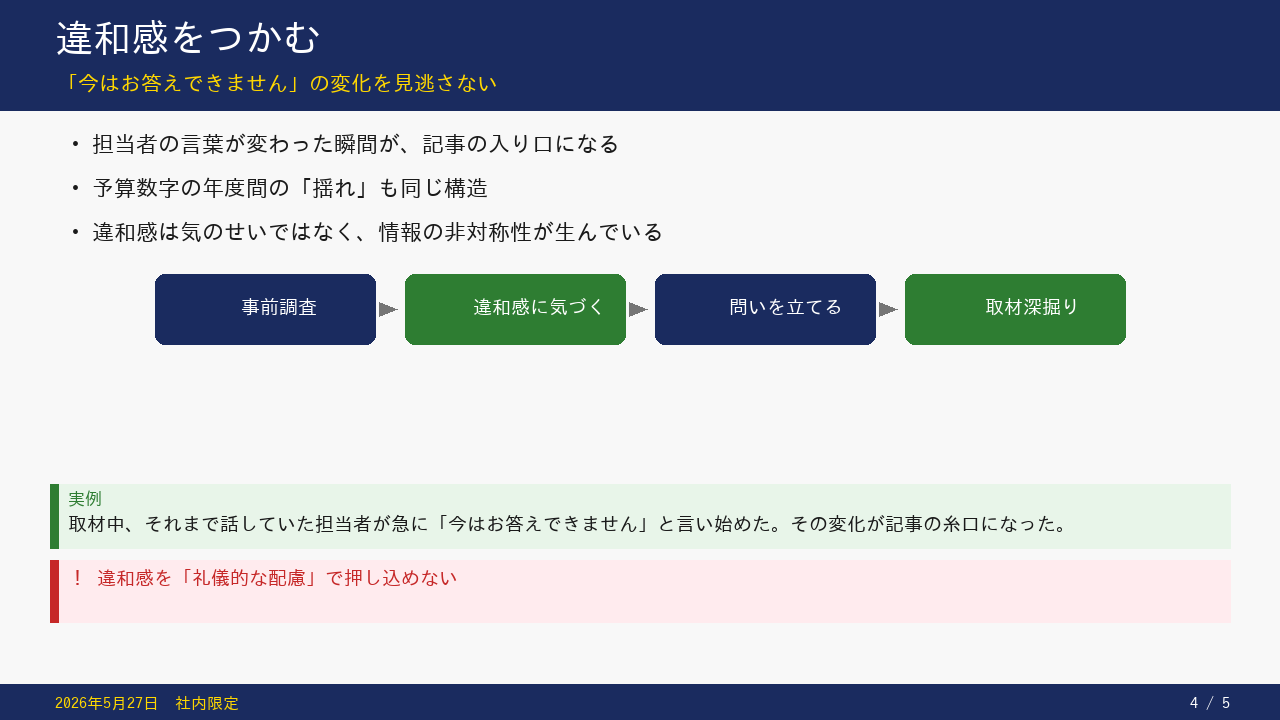 違和感をつかむ
「今はお答えできません」の変化を見逃さない
・ 担当者の言葉が変わった瞬間が、記事の入り口になる
・ 予算数字の年度間の「揺れ」も同じ構造
・ 違和感は気のせいではなく、情報の非対称性が生んでいる
事前調査
違和感に気づく
問いを立てる
取材深掘り
実例
取材中、それまで話していた担当者が急に「今はお答えできません」と言い始めた。その変化が記事の糸口になった。
！ 違和感を「礼儀的な配慮」で押し込めない
2026年5月27日　社内限定
4 / 5